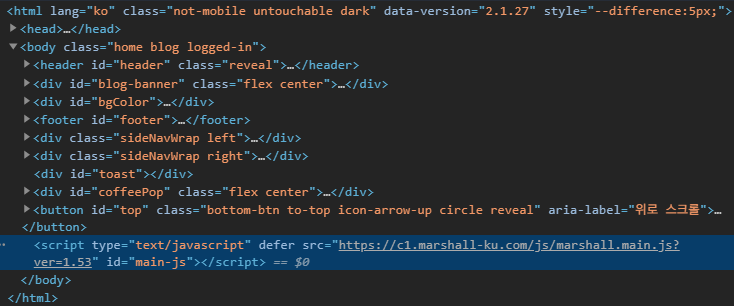 <html lang="ko" class="not-mobile untouchable dark" data-version="2.1.27" style="--difference:5px;">
<head>…</head>
<body class="home blog logged-in">
<header id="header" class="reveal">…</header>
<div id="blog-banner" class="flex center">…</div>
<div id="bgColor">…</div>
<footer id="footer">…</footer>
<div class="sideNavWrap left">…</div>
<div class="sideNavWrap right">…</div>
<div id="toast"></div>
<div id="coffeePop" class="flex center">…</div>
<button id="top" class="bottom-btn to-top icon-arrow-up circle reveal" aria-label="위로 스크롤">…
</button>
<script type="text/javascript" defer src="https://c1.marshall-ku.com/js/marshall.main.js?
ver=1.53" id="main-js"></script> == $0
</body>
</html>